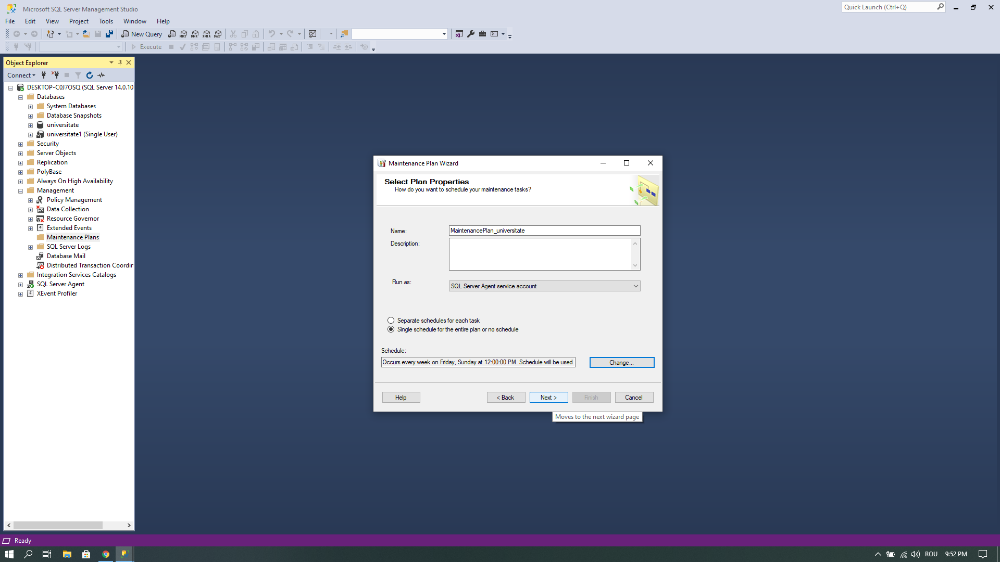 Microsoft SQL Server Management Studio
Quick Launch (Ctrl+Q)
File Edit View Project Tools Window Help
New Query
MDX DMX XMLA DAX
Execute
Object Explorer
Connect
DESKTOP-C0J7OSQ (SQL Server 14.0.10
Databases
System Databases
Database Snapshots
universitate
universitate1 (Single User)
Security
Server Objects
Replication
PolyBase
Always On High Availability
Management
Policy Management
Data Collection
Resource Governor
Extended Events
Maintenance Plans
SQL Server Logs
Database Mail
Distributed Transaction Coordin
Integration Services Catalogs
SQL Server Agent
XEvent Profiler
Maintenance Plan Wizard
Select Plan Properties
How do you want to schedule your maintenance tasks?
Name: MaintenancePlan_universitate
Description:
Run as: SQL Server Agent service account
Separate schedules for each task
Single schedule for the entire plan or no schedule
Schedule:
Occurs every week on Friday, Sunday at 12:00:00 PM. Schedule will be used
Change...
Help
< Back
Next >
Finish
Cancel
Moves to the next wizard page
Ready
ROU 9:52 PM